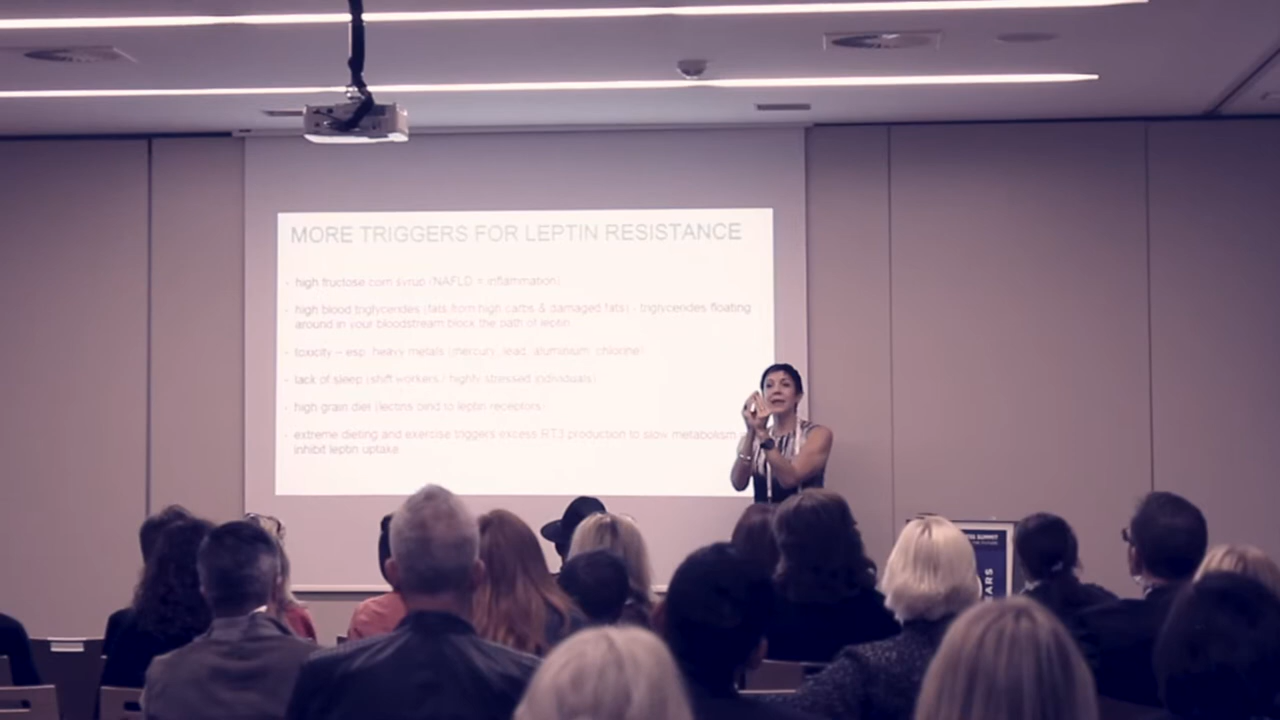 MORE TRIGGERS FOR LEPTIN RESISTANCE
- high fructose corn syrup (NAFLD = inflammation)
- high blood triglycerides (fats from high carbs & damaged fats) - triglycerides floating
around in your bloodstream block the path of leptin
- toxicity – esp. heavy metals (mercury, lead, aluminium, chlorine)
- lack of sleep (shift workers / highly stressed individuals)
- high grain diet (lectins bind to leptin receptors)
- extreme dieting and exercise triggers excess RT3 production to slow metabolism
inhibit leptin uptake
SUMMIT